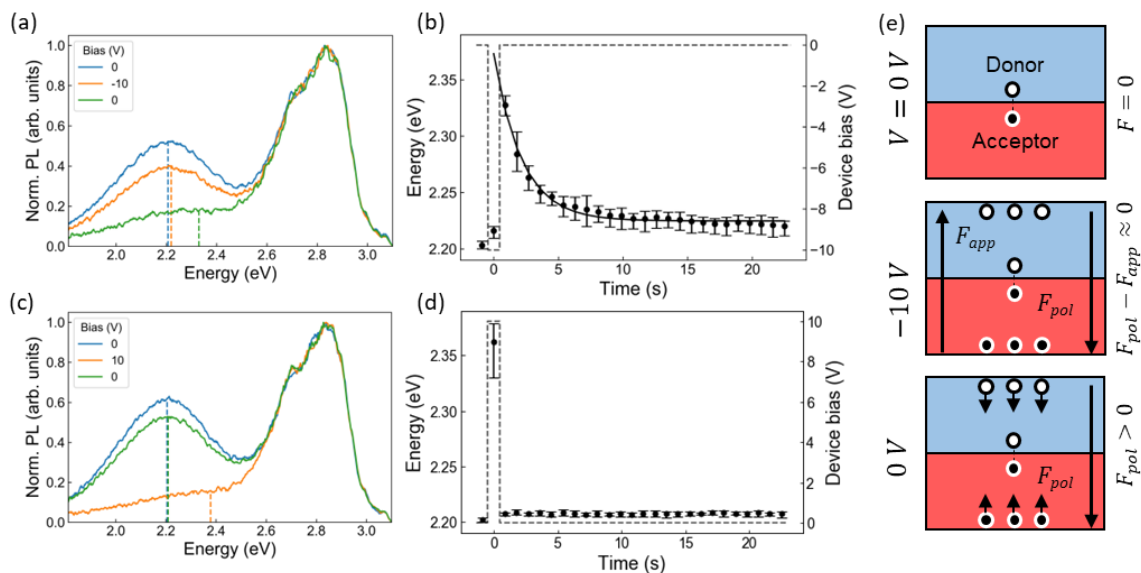 (a)
Norm. PL (arb. units)
1.0
0.8
0.6
0.4
0.2
0.0
Bias (V)
0
-10
0
2.0 2.2 2.4 2.6 2.8 3.0
Energy (eV)
(b)
Energy (eV)
2.35
2.30
2.25
2.20
0
−2
−4
−6
−8
−10
Device bias (V)
0 5 10 15 20
Time (s)
(c)
Norm. PL (arb. units)
1.0
0.8
0.6
0.4
0.2
0.0
Bias (V)
0
10
0
2.0 2.2 2.4 2.6 2.8 3.0
Energy (eV)
(d)
Energy (eV)
2.35
2.30
2.25
2.20
10
8
6
4
2
0
Device bias (V)
0 5 10 15 20
Time (s)
(e)
V = 0 V
Donor
Acceptor
F = 0
−10 V
F_app
F_pol
F_pol − F_app ≈ 0
0 V
F_pol
F_pol > 0